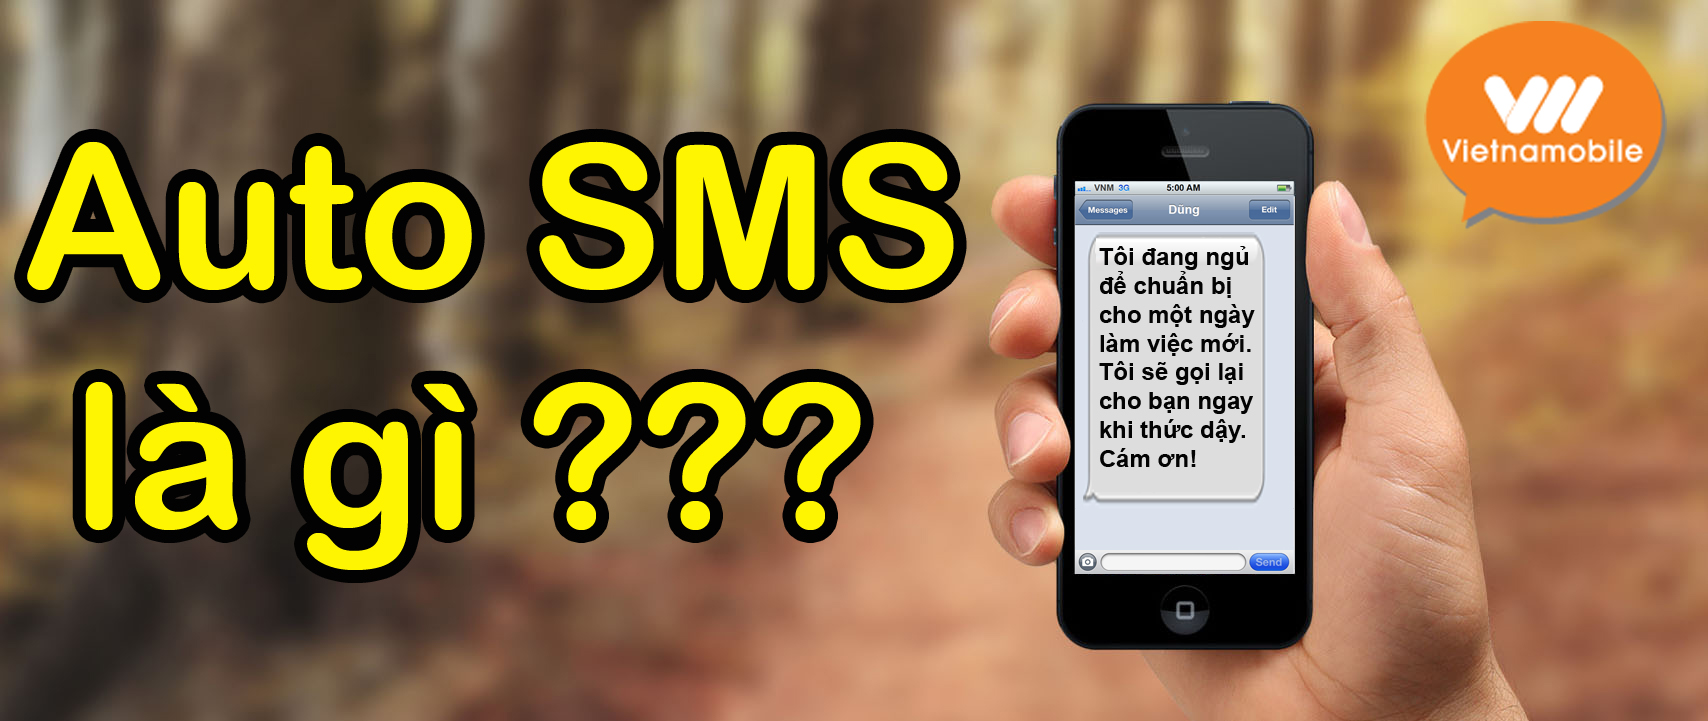 Auto SMS
là gì ???
Vietnamobile
VNM 3G 5:00 AM
Messages Dũng Edit
Tôi đang ngủ
để chuẩn bị
cho một ngày
làm việc mới.
Tôi sẽ gọi lại
cho bạn ngay
khi thức dậy.
Cám ơn!
Send